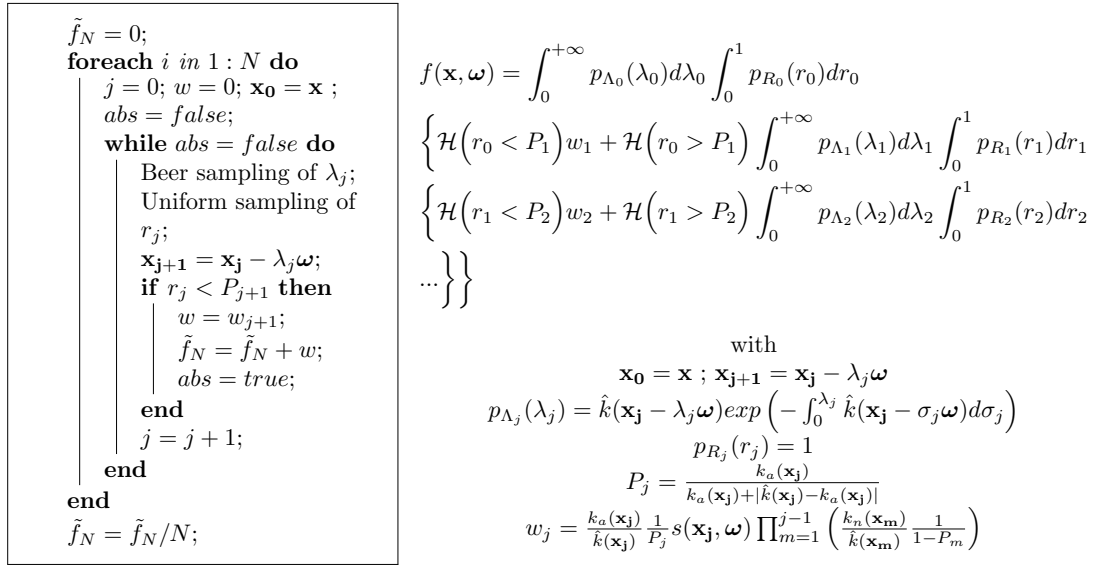 f̃_N = 0;
foreach i in 1 : N do
j = 0; w = 0; x_0 = x ;
abs = false;
while abs = false do
Beer sampling of λ_j;
Uniform sampling of
r_j;
x_{j+1} = x_j − λ_jω;
if r_j < P_{j+1} then
w = w_{j+1};
f̃_N = f̃_N + w;
abs = true;
end
j = j + 1;
end
end
f̃_N = f̃_N/N;
f(x, ω) = ∫_0^{+∞} p_{Λ_0}(λ_0)dλ_0 ∫_0^1 p_{R_0}(r_0)dr_0
{H(r_0 < P_1)w_1 + H(r_0 > P_1) ∫_0^{+∞} p_{Λ_1}(λ_1)dλ_1 ∫_0^1 p_{R_1}(r_1)dr_1
{H(r_1 < P_2)w_2 + H(r_1 > P_2) ∫_0^{+∞} p_{Λ_2}(λ_2)dλ_2 ∫_0^1 p_{R_2}(r_2)dr_2
...}}
with
x_0 = x ; x_{j+1} = x_j − λ_jω
p_{Λ_j}(λ_j) = k̂(x_j − λ_jω)exp(−∫_0^{λ_j} k̂(x_j − σ_jω)dσ_j)
p_{R_j}(r_j) = 1
P_j = k_a(x_j) / (k_a(x_j)+|k̂(x_j)−k_a(x_j)|)
w_j = k_a(x_j)/k̂(x_j) 1/P_j s(x_j, ω) ∏_{m=1}^{j−1} (k_n(x_m)/k̂(x_m) 1/(1−P_m))